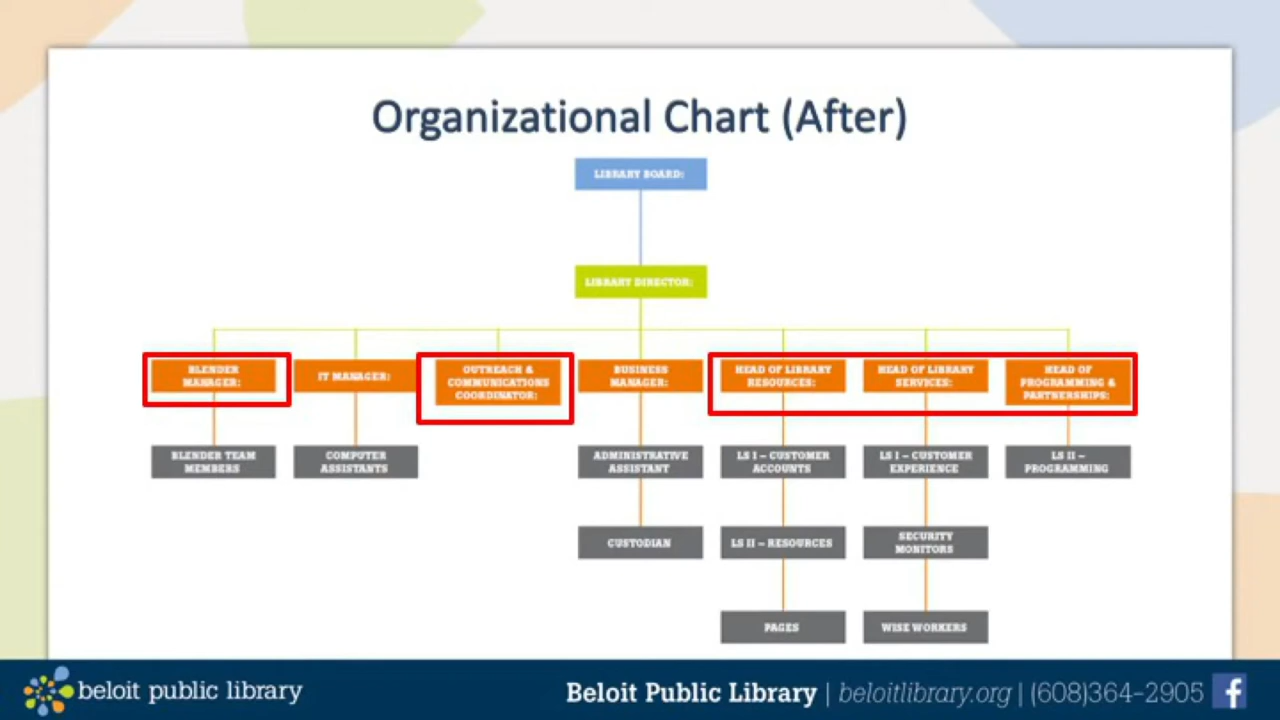 Organizational Chart (After)
LIBRARY BOARD:
LIBRARY DIRECTOR:
BLENDER
MANAGER:
IT MANAGER:
OUTREACH &
COMMUNICATIONS
COORDINATOR:
BUSINESS
MANAGER:
HEAD OF LIBRARY
RESOURCES:
HEAD OF LIBRARY
SERVICES:
HEAD OF
PROGRAMMING &
PARTNERSHIPS:
BLENDER TEAM
MEMBERS
COMPUTER
ASSISTANTS
ADMINISTRATIVE
ASSISTANT
LS I – CUSTOMER
ACCOUNTS
LS I – CUSTOMER
EXPERIENCE
LS II –
PROGRAMMING
CUSTODIAN
LS II – RESOURCES
SECURITY
MONITORS
PAGES
WISE WORKERS
beloit public library
Beloit Public Library | beloitlibrary.org | (608)364-2905 f